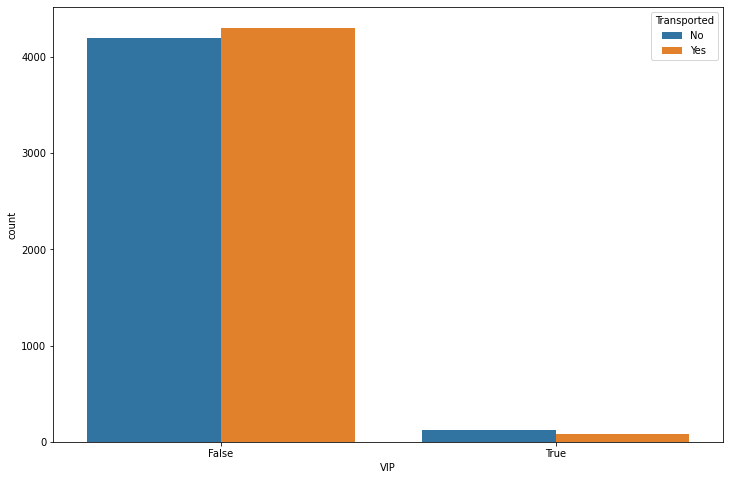 Transported
No
Yes
4000
3000
2000
1000
0
count
False
True
VIP